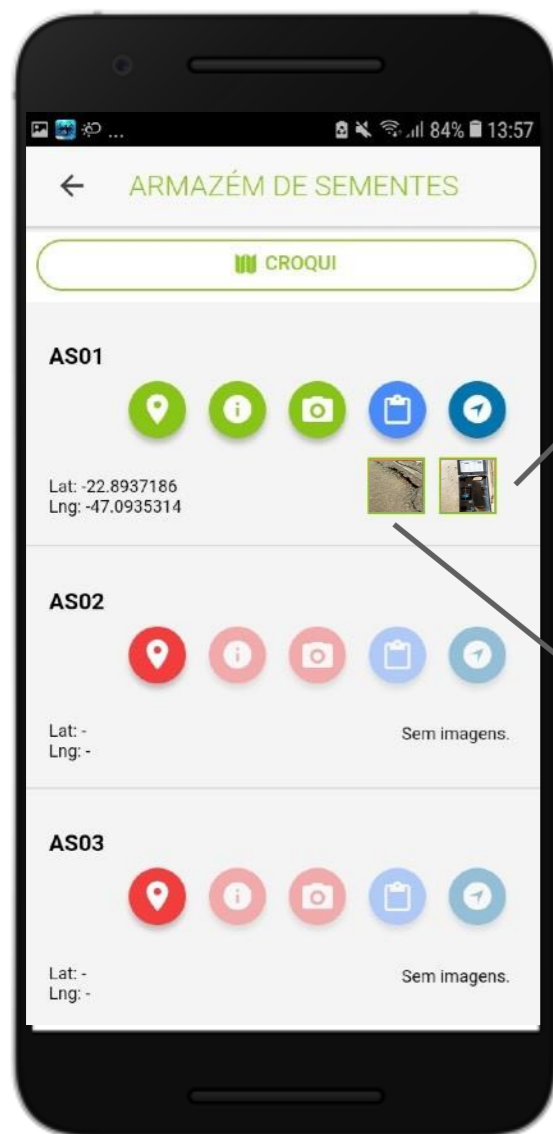 ... 84% 13:57
ARMAZÉM DE SEMENTES
CROQUI
AS01
Lat: -22.8937186
Lng: -47.0935314
AS02
Lat: -
Lng: -
Sem imagens.
AS03
Lat: -
Lng: -
Sem imagens.